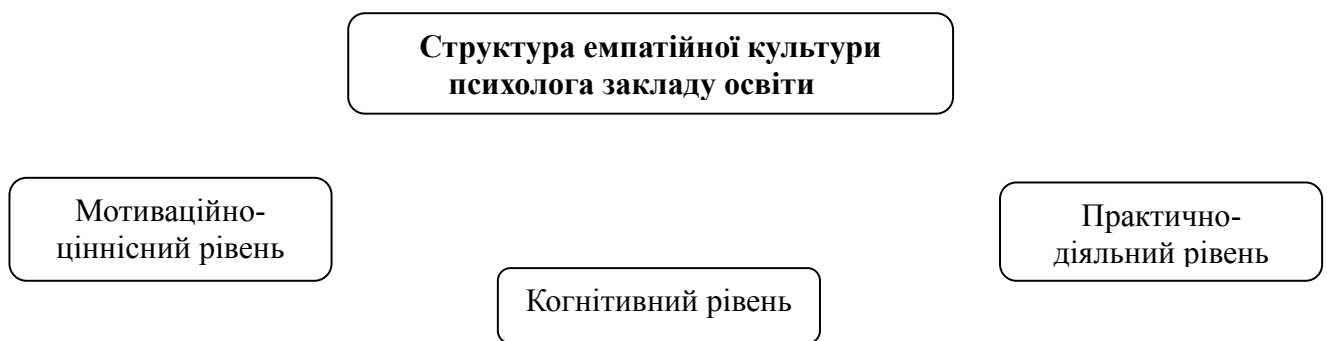 Структура емпатійної культури
психолога закладу освіти
Мотиваційно-
ціннісний рівень
Когнітивний рівень
Практично-
діяльний рівень